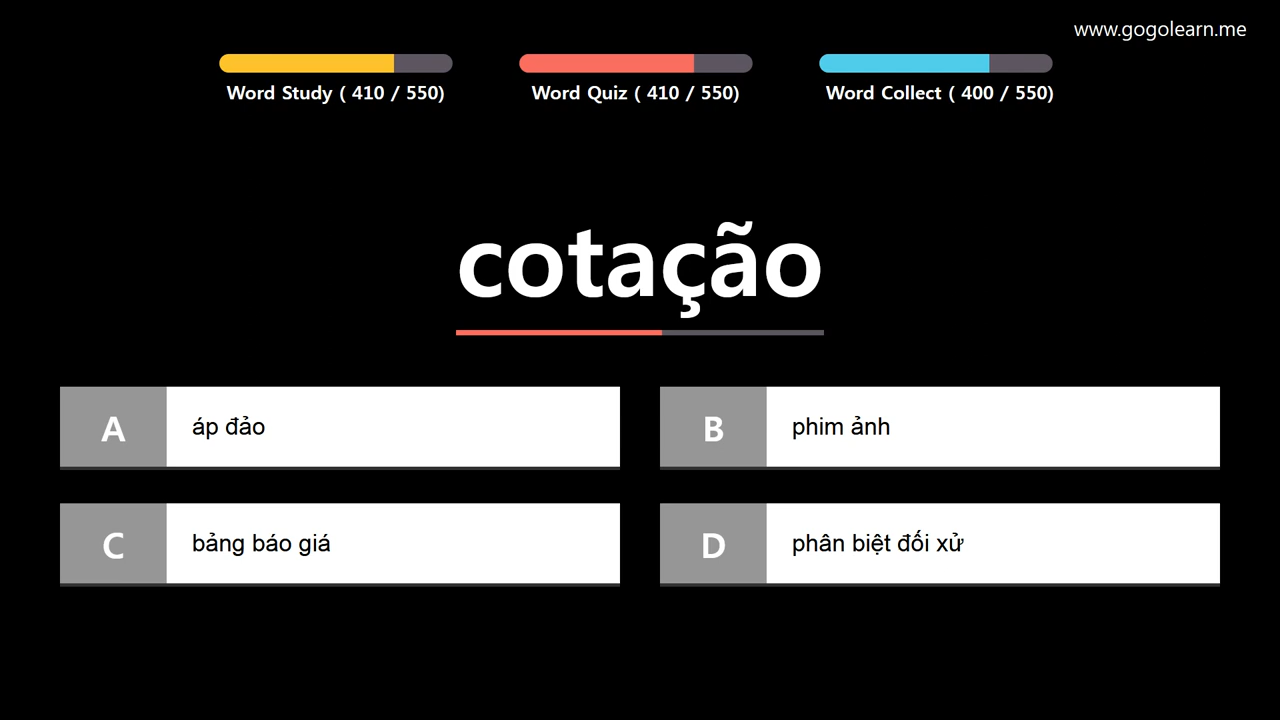 www.gogolearn.me
Word Study ( 410 / 550)
Word Quiz ( 410 / 550)
Word Collect ( 400 / 550)
cotação
A
áp đảo
B
phim ảnh
C
bảng báo giá
D
phân biệt đối xử